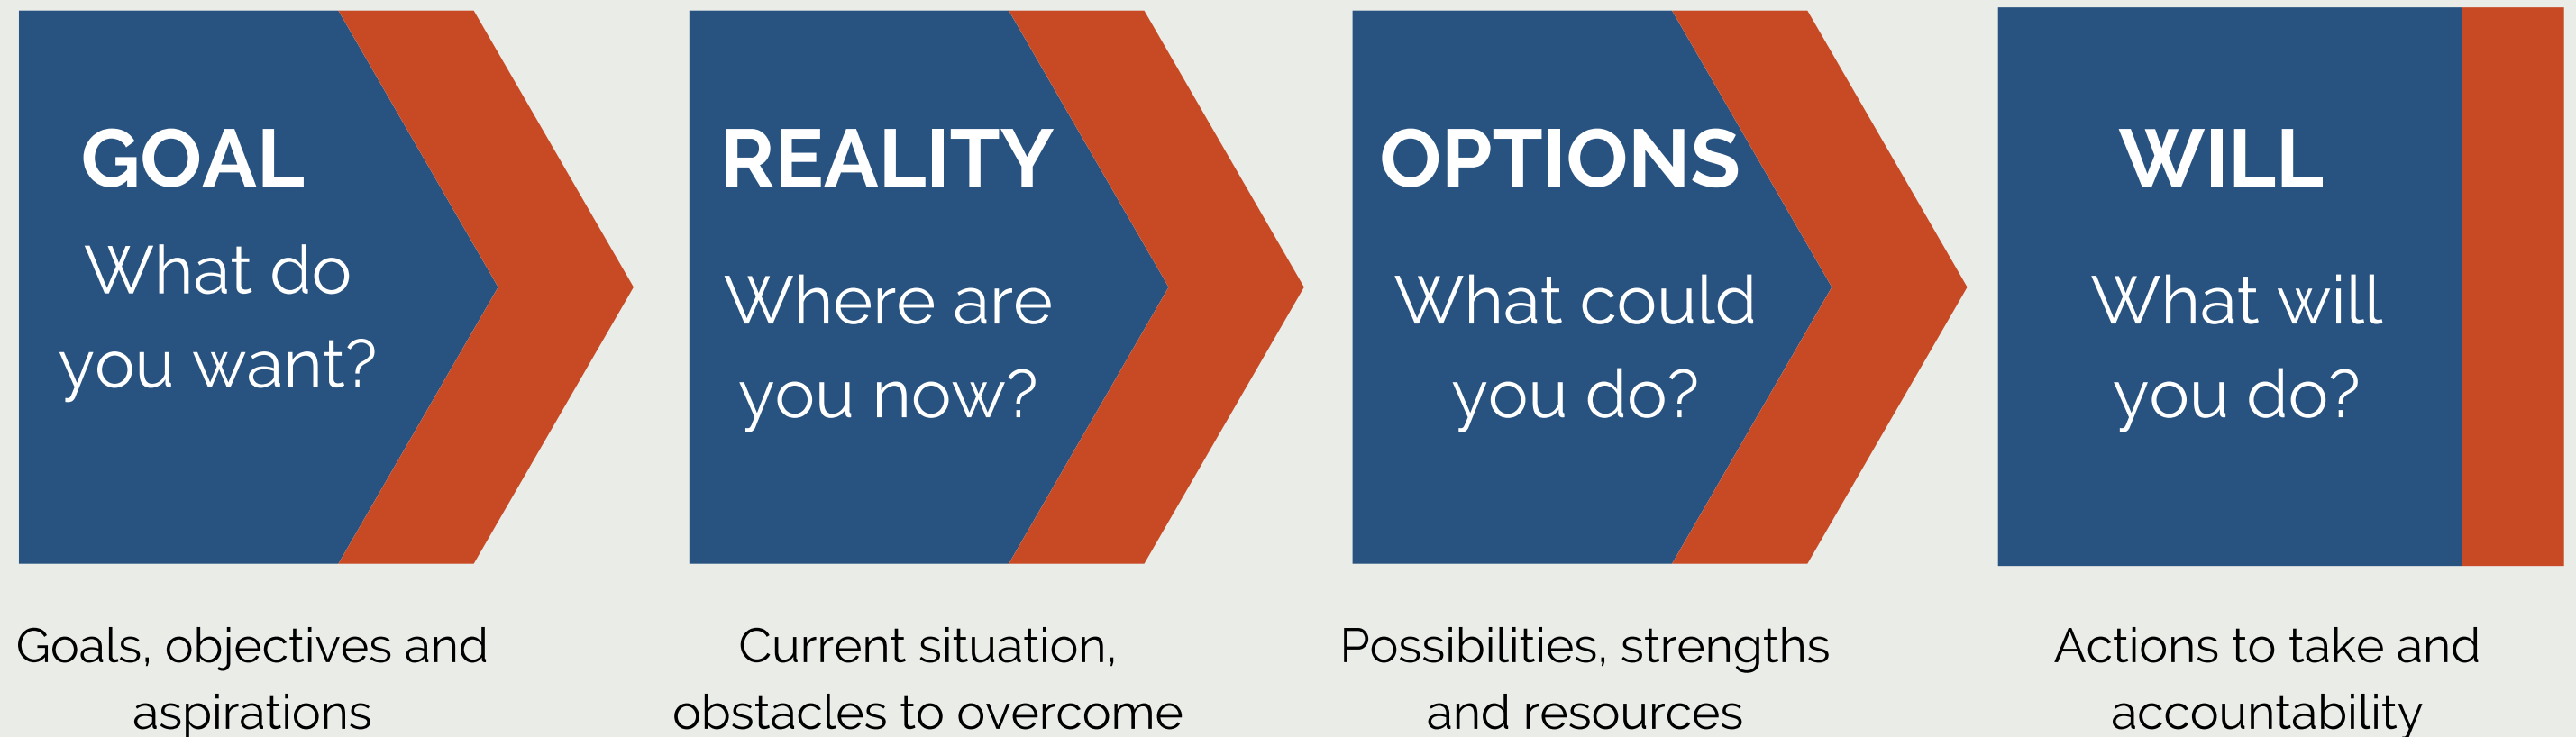 GOAL
What do
you want?
Goals, objectives and
aspirations
REALITY
Where are
you now?
Current situation,
obstacles to overcome
OPTIONS
What could
you do?
Possibilities, strengths
and resources
WILL
What will
you do?
Actions to take and
accountability